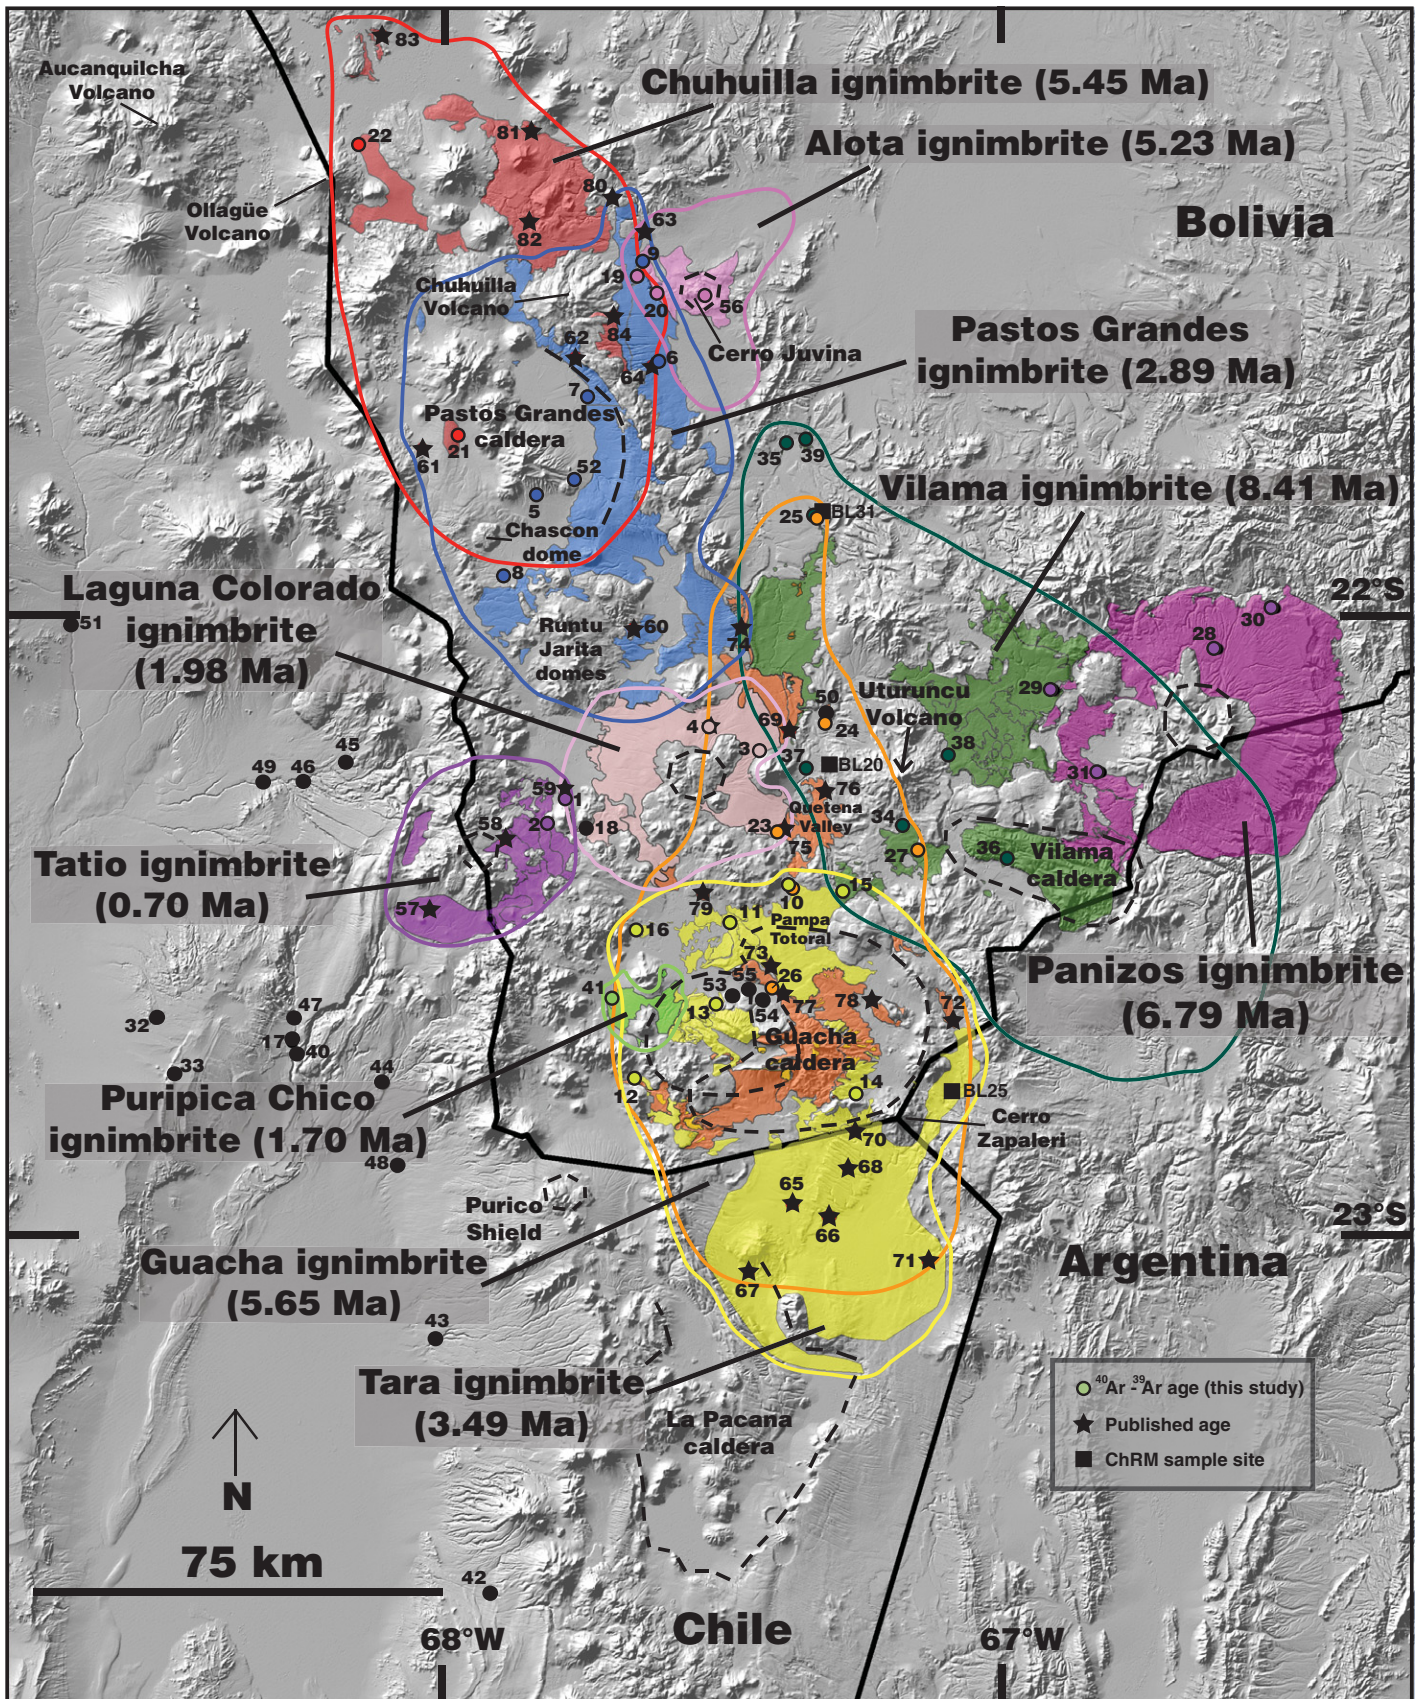 83
Aucanquilcha
Volcano
Chuhuilla ignimbrite (5.45 Ma)
22
81
Alota ignimbrite (5.23 Ma)
80
Ollagüe
Volcano
82
63
Bolivia
9
19
Chuhuilla
Volcano
20
56
84
62
Cerro Juvina
Pastos Grandes
ignimbrite (2.89 Ma)
6
64
7
Pastos Grandes
caldera
61
21
35
39
52
5
Vilama ignimbrite (8.41 Ma)
25
BL31
Chascon
dome
8
Laguna Colorado
ignimbrite
(1.98 Ma)
22°S
51
Runtu
Jarita
domes
60
74
30
28
29
Uturuncu
Volcano
50
24
4
69
3
37
38
BL20
45
49
46
31
59
1
76
2
18
58
Quetena
Valley
23
75
34
27
36
Vilama
caldera
Tatio ignimbrite
(0.70 Ma)
57
79
10
15
11
Pampa
Totoral
16
73
26
55
53
54
77
78
72
41
13
Panizos ignimbrite
(6.79 Ma)
47
32
17
40
33
44
Guacha
caldera
12
14
BL25
Puripica Chico
ignimbrite (1.70 Ma)
Cerro
Zapaleri
70
48
68
65
66
Purico
Shield
23°S
Guacha ignimbrite
(5.65 Ma)
67
71
Argentina
43
Tara ignimbrite
(3.49 Ma)
La Pacana
caldera
40Ar -39Ar age (this study)
Published age
ChRM sample site
N
75 km
42
Chile
68°W
67°W